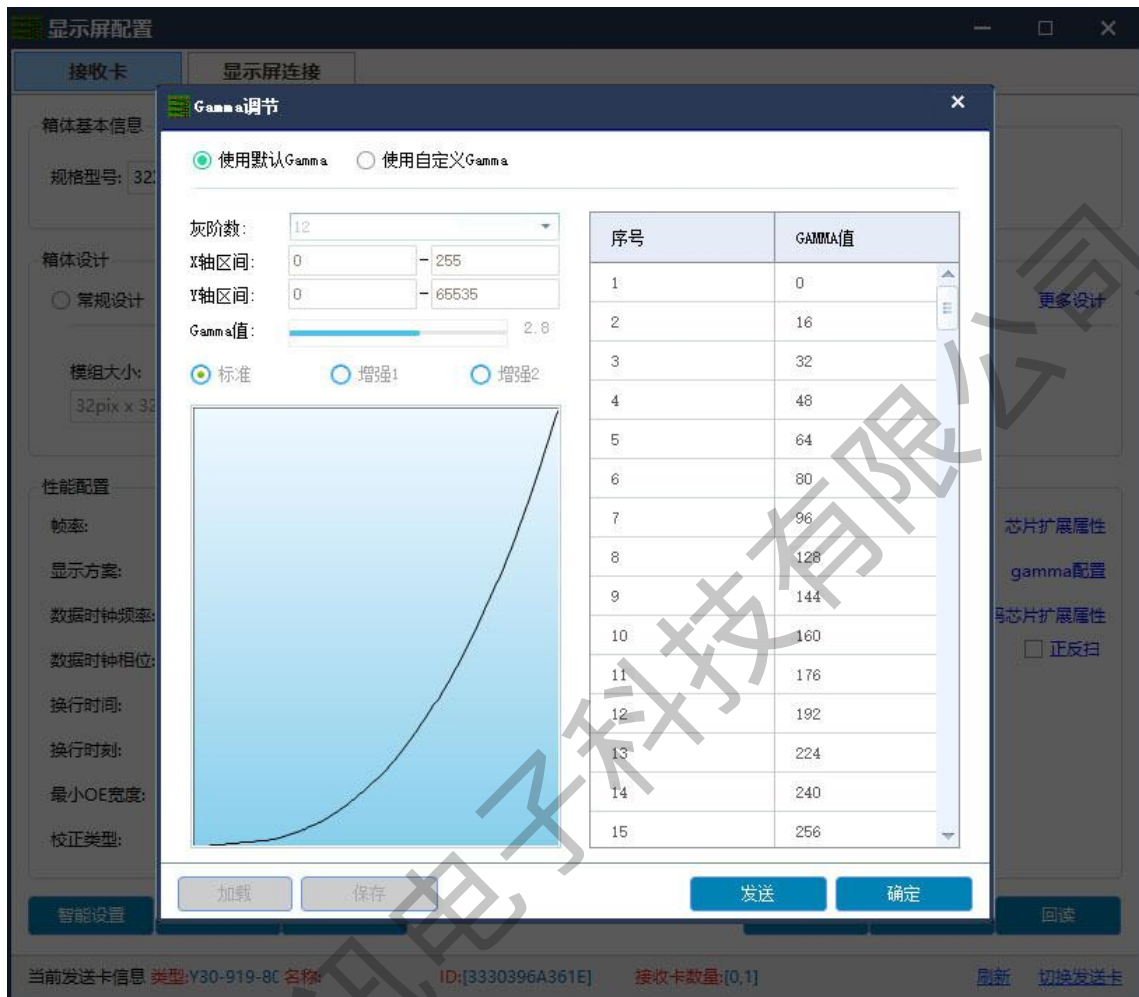 显示屏配置
接收卡 显示屏连接
箱体基本信息
规格型号: 32
箱体设计
常规设计 更多设计
模组大小:
32pix x 32
性能配置
帧率: 芯片扩展属性
显示方案: gamma配置
数据时钟频率: 码芯片扩展属性
数据时钟相位: 正反扫
换行时间:
换行时刻:
最小OE宽度:
校正类型:
智能设置 回读
当前发送卡信息 类型:Y30-919-80 名称: ID:[3330396A361E] 接收卡数量:[0,1] 刷新 切换发送卡
Gamma调节
使用默认Gamma 使用自定义Gamma
灰阶数: 12
X轴区间: 0 - 255
Y轴区间: 0 - 65535
Gamma值: 2.8
标准 增强1 增强2
序号 GAMMA值
1 0
2 16
3 32
4 48
5 64
6 80
7 96
8 128
9 144
10 160
11 176
12 192
13 224
14 240
15 256
加载 保存 发送 确定
讯电子科技有限公司